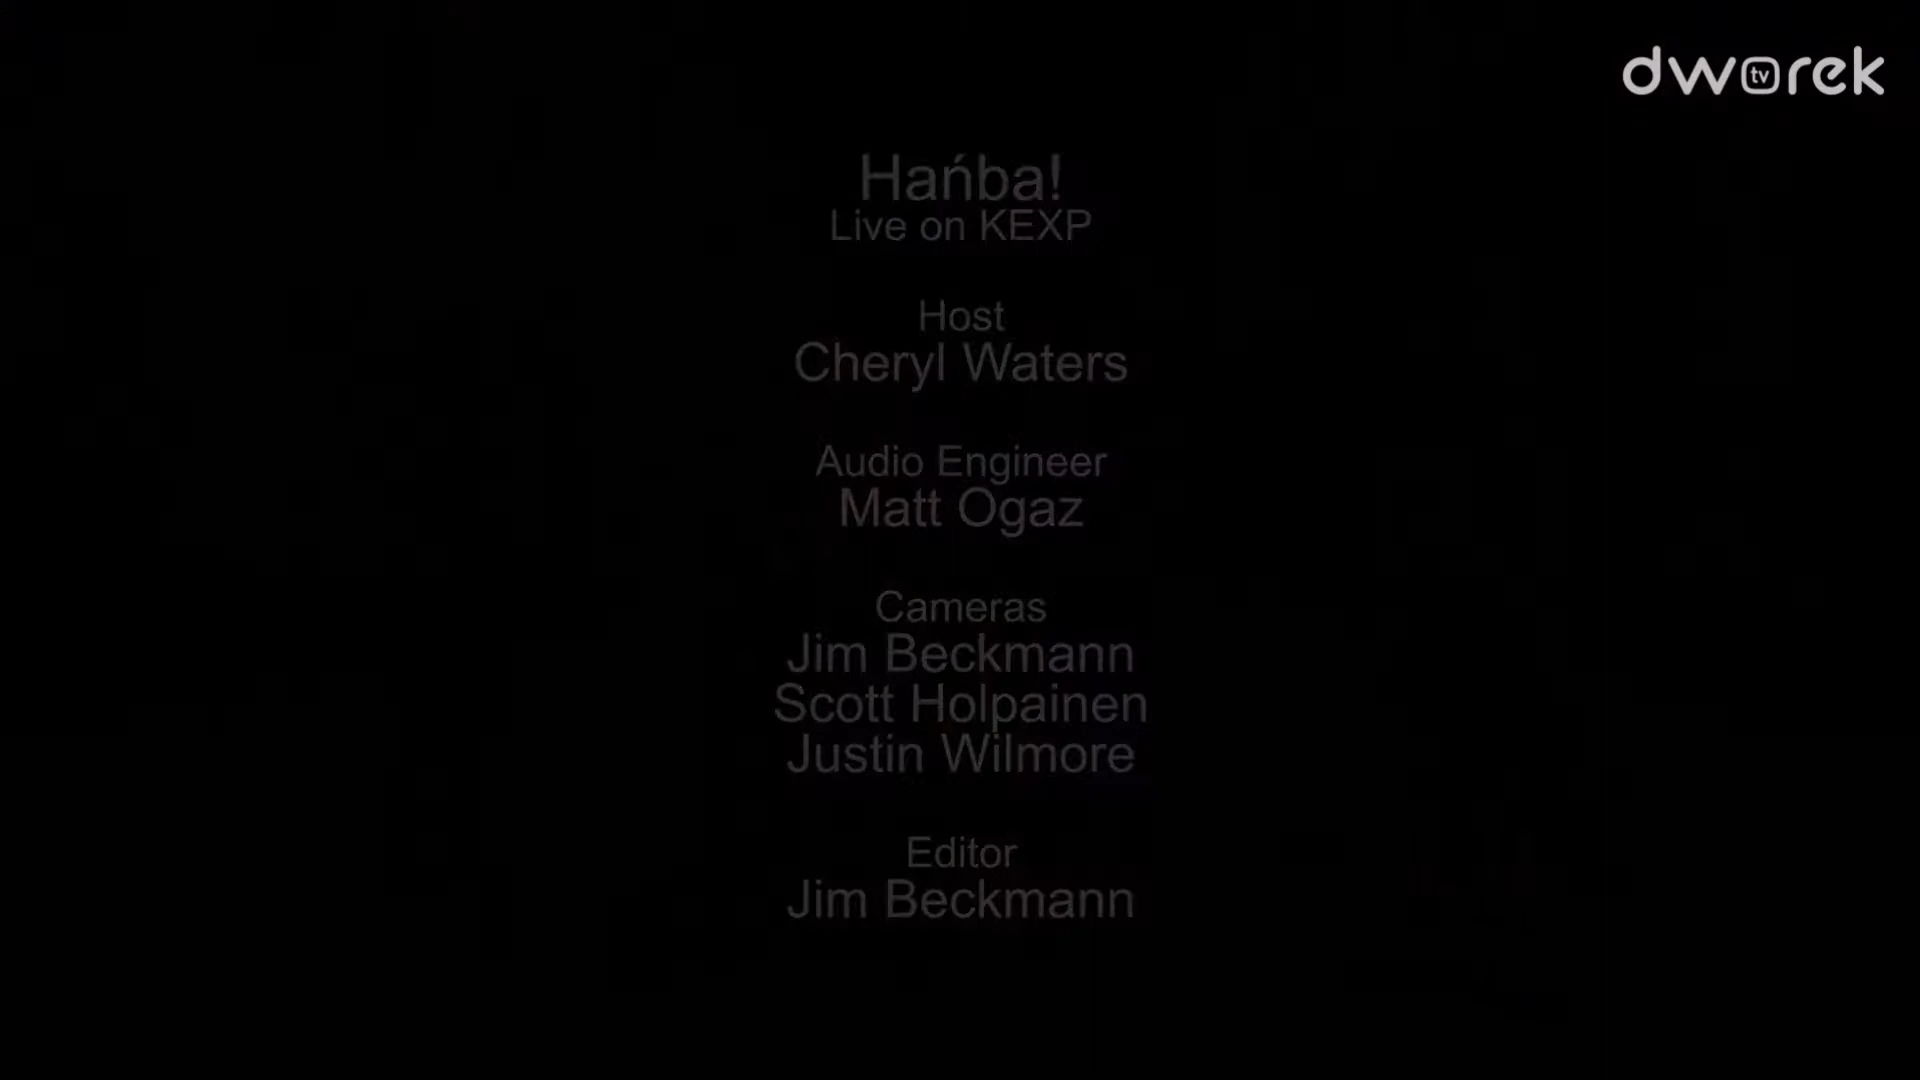 dwtvorek
Hańba!
Live on KEXP
Host
Cheryl Waters
Audio Engineer
Matt Ogaz
Cameras
Jim Beckmann
Scott Holpainen
Justin Wilmore
Editor
Jim Beckmann